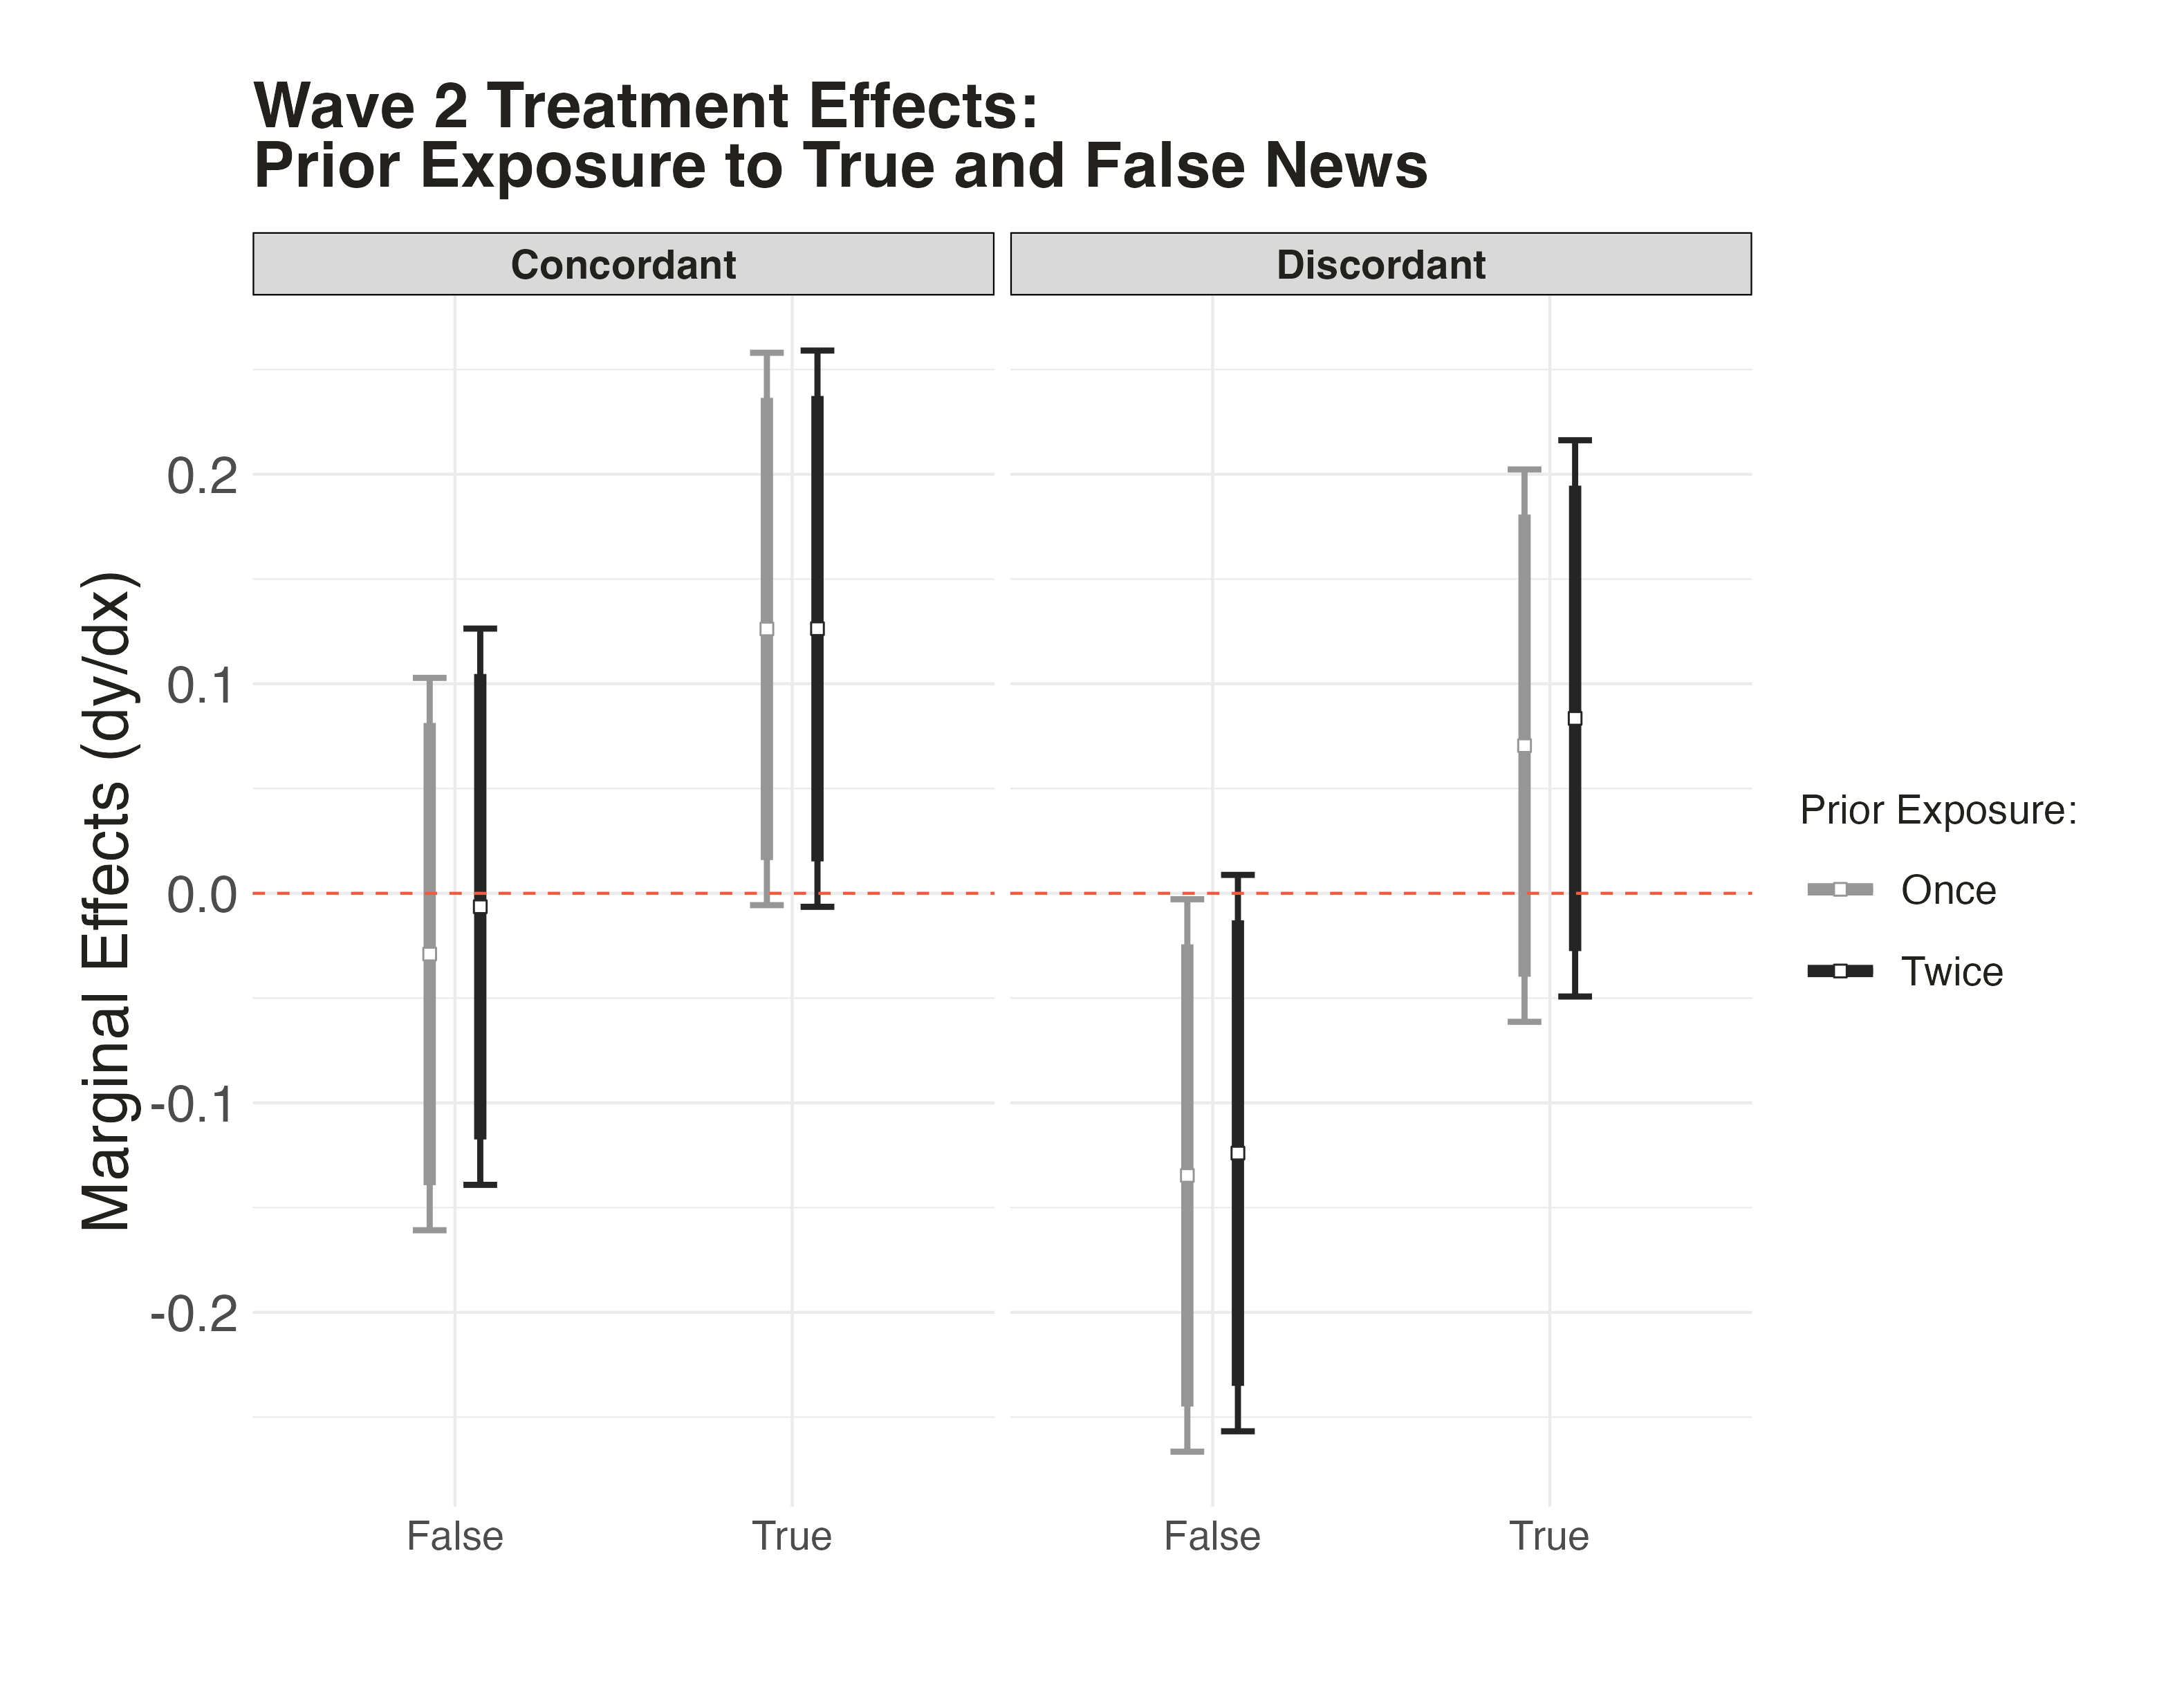 Wave 2 Treatment Effects:
Prior Exposure to True and False News
Concordant
Discordant
Marginal Effects (dy/dx)
0.2
0.1
0.0
-0.1
-0.2
False
True
False
True
Prior Exposure:
Once
Twice